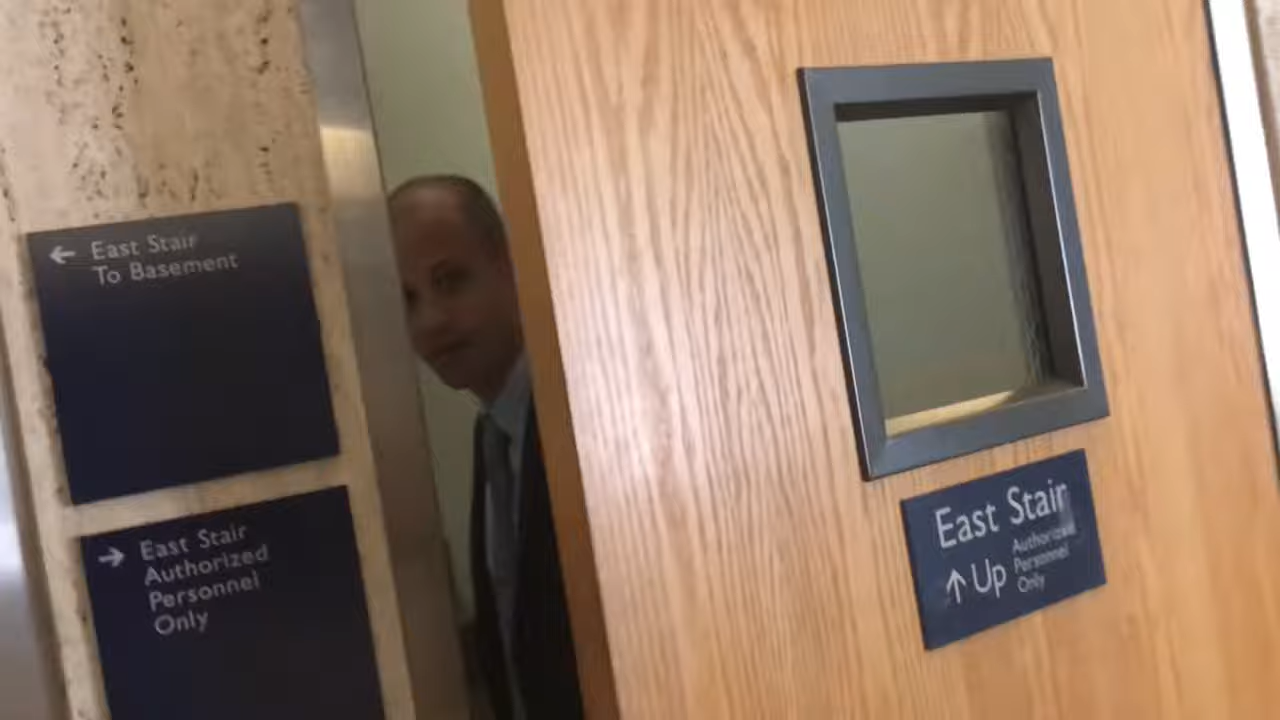 ← East Stair
To Basement
→ East Stair
Authorized
Personnel
Only
East Stair
↑ Up Authorized
Personnel
Only